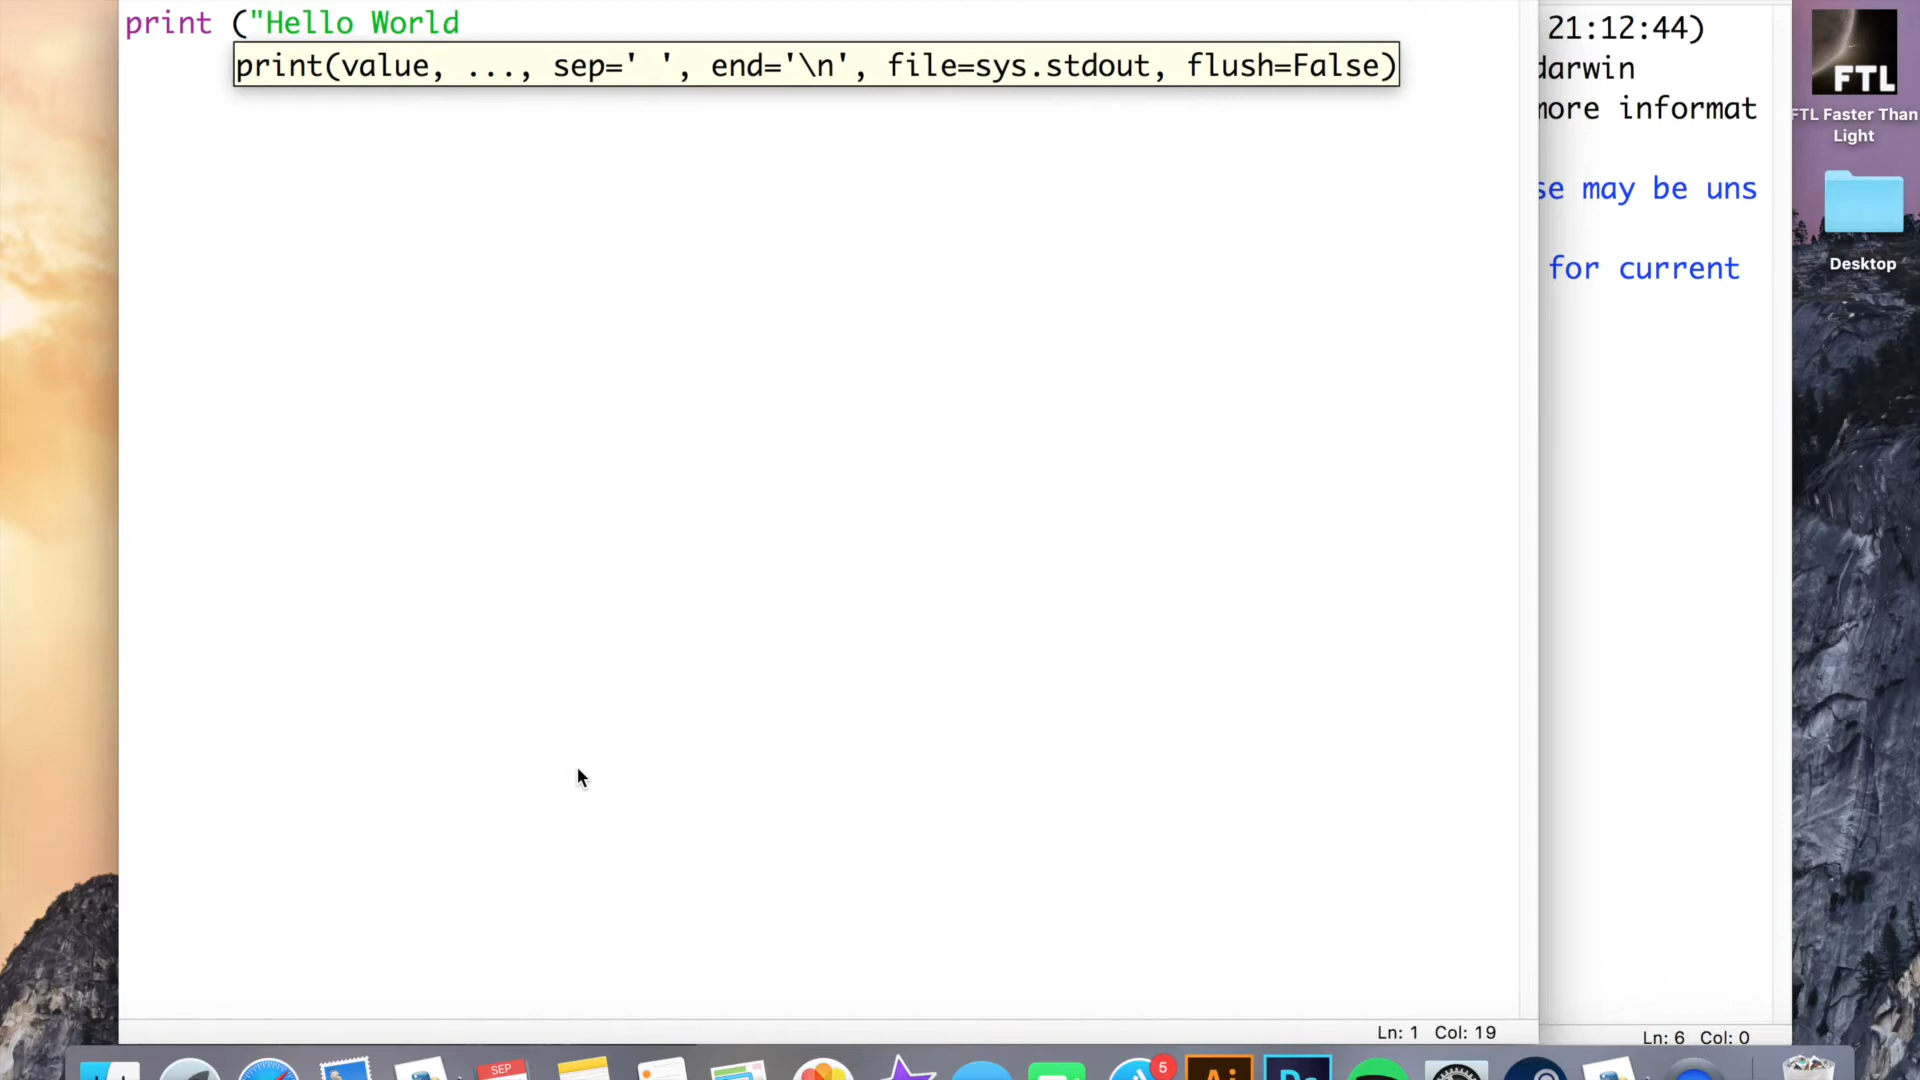 print ("Hello World
print(value, ..., sep=' ', end='\n', file=sys.stdout, flush=False)
Ln: 1 Col: 19
21:12:44)
darwin
more informat
se may be uns
for current
Ln: 6 Col: 0
FTL
FTL Faster Than
Light
Desktop
SEP
5
Ai
Ps